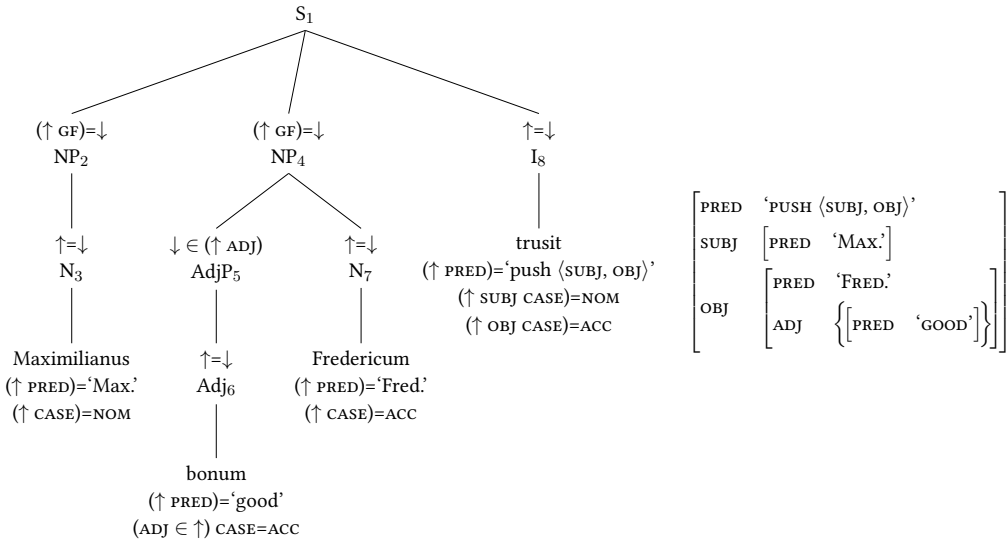 S₁
(↑ GF)=↓
NP₂
(↑ GF)=↓
NP₄
↑=↓
I₈
↑=↓
N₃
↓ ∈ (↑ ADJ)
AdjP₅
↑=↓
N₇
trusit
(↑ PRED)=‘push ⟨SUBJ, OBJ⟩’
(↑ SUBJ CASE)=NOM
(↑ OBJ CASE)=ACC
Maximilianus
(↑ PRED)=‘Max.’
(↑ CASE)=NOM
↑=↓
Adj₆
Fredericum
(↑ PRED)=‘Fred.’
(↑ CASE)=ACC
bonum
(↑ PRED)=‘good’
(ADJ ∈ ↑) CASE=ACC
PRED ‘PUSH ⟨SUBJ, OBJ⟩’
SUBJ [PRED ‘MAX.’]
OBJ [PRED ‘FRED.’
ADJ {[PRED ‘GOOD’]}]